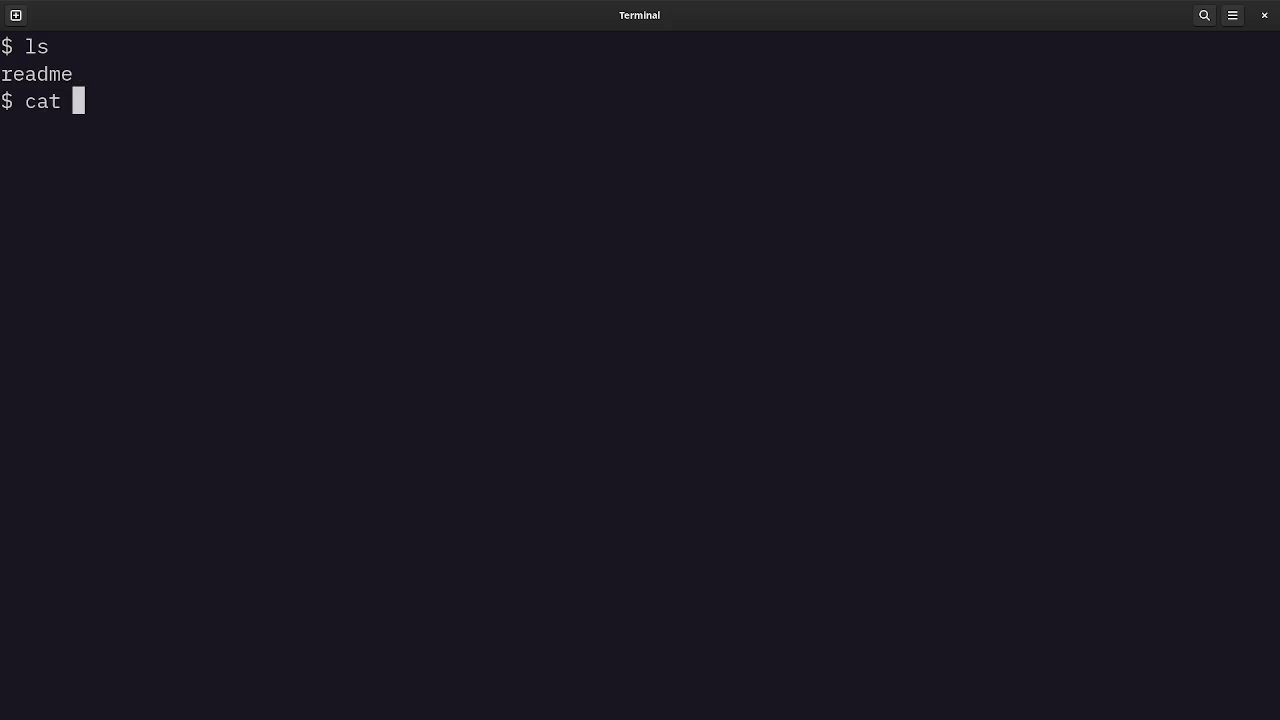 Terminal
$ ls
readme
$ cat